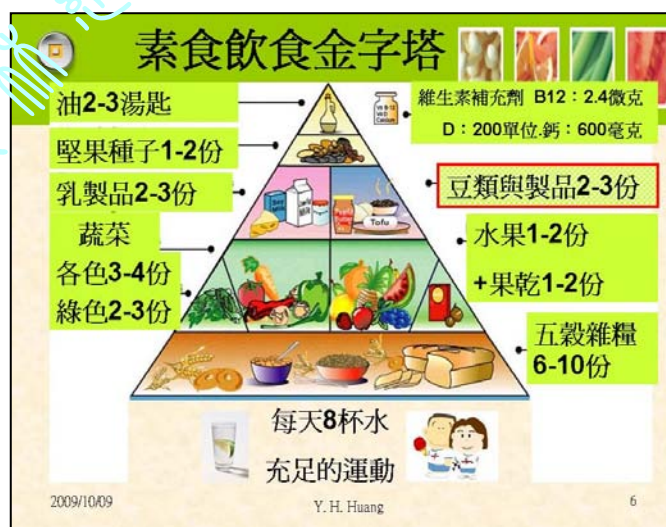 素食飲食金字塔
油2-3湯匙
維生素補充劑 B12：2.4微克
D：200單位.鈣：600毫克
堅果種子1-2份
乳製品2-3份
豆類與製品2-3份
Tofu
蔬菜
各色3-4份
綠色2-3份
水果1-2份
+果乾1-2份
五穀雜糧
6-10份
每天8杯水
充足的運動
2009/10/09
Y. H. Huang
6